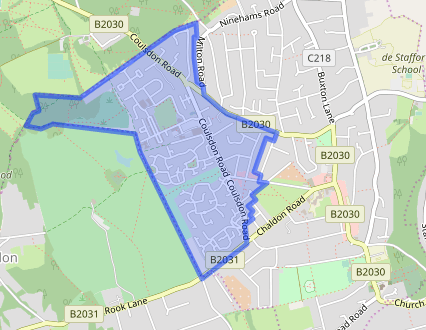 Ninehams Road
B2030
Coulsdon Road
Milton Road
C218
de Stafford
School
Buxton Lane
B2030
Coulsdon Road
B2030
Coulsdon Road
Chaldon Road
B2030
B2031
don
B2030
B2031
Rook Lane
Church
oad